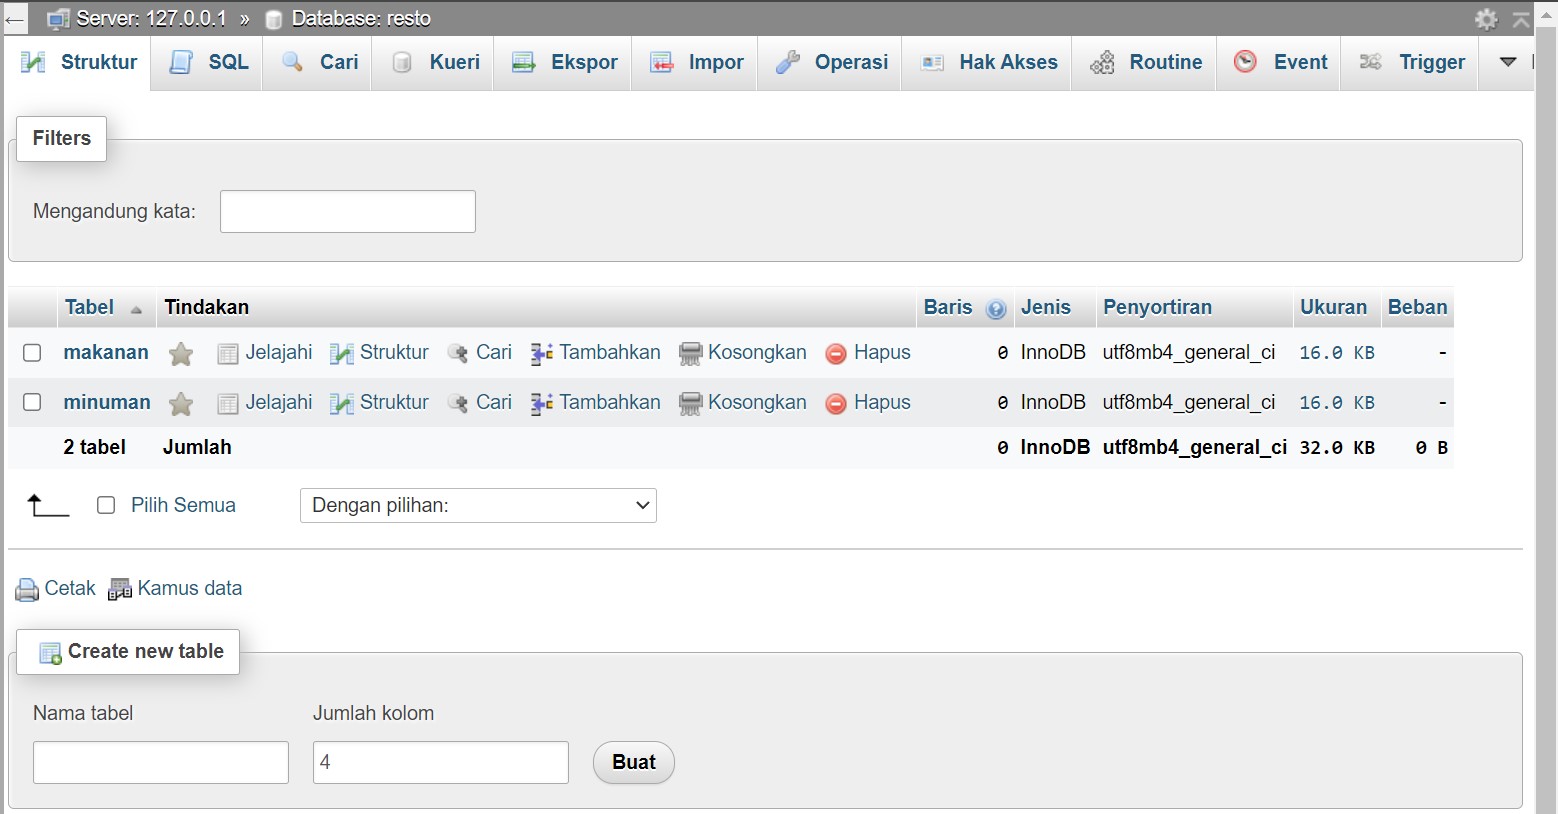 Server: 127.0.0.1 » Database: resto
Struktur SQL Cari Kueri Ekspor Impor Operasi Hak Akses Routine Event Trigger
Filters
Mengandung kata:
Tabel Tindakan Baris Jenis Penyortiran Ukuran Beban
makanan Jelajahi Struktur Cari Tambahkan Kosongkan Hapus 0 InnoDB utf8mb4_general_ci 16.0 KB -
minuman Jelajahi Struktur Cari Tambahkan Kosongkan Hapus 0 InnoDB utf8mb4_general_ci 16.0 KB -
2 tabel Jumlah 0 InnoDB utf8mb4_general_ci 32.0 KB 0 B
Pilih Semua Dengan pilihan:
Cetak Kamus data
Create new table
Nama tabel Jumlah kolom
4 Buat